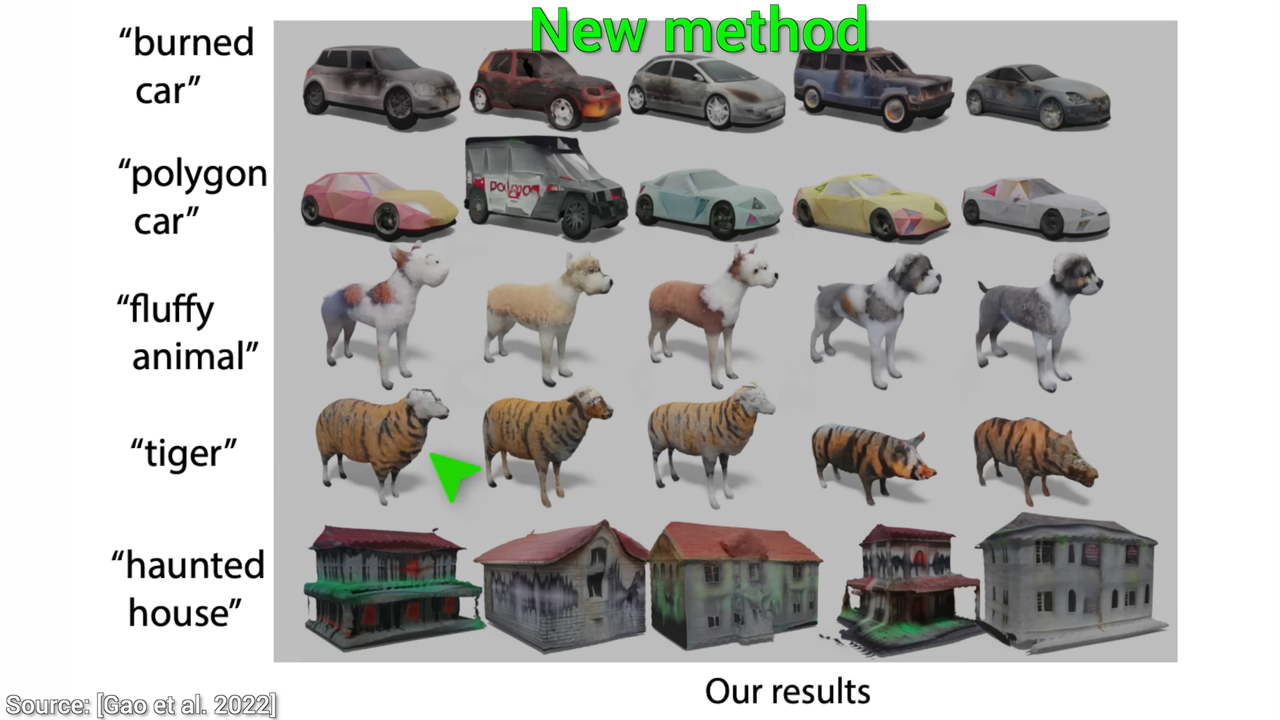 New method
“burned
car”
“polygon
car”
“fluffy
animal”
“tiger”
“haunted
house”
Our results
Source: [Gao et al. 2022]